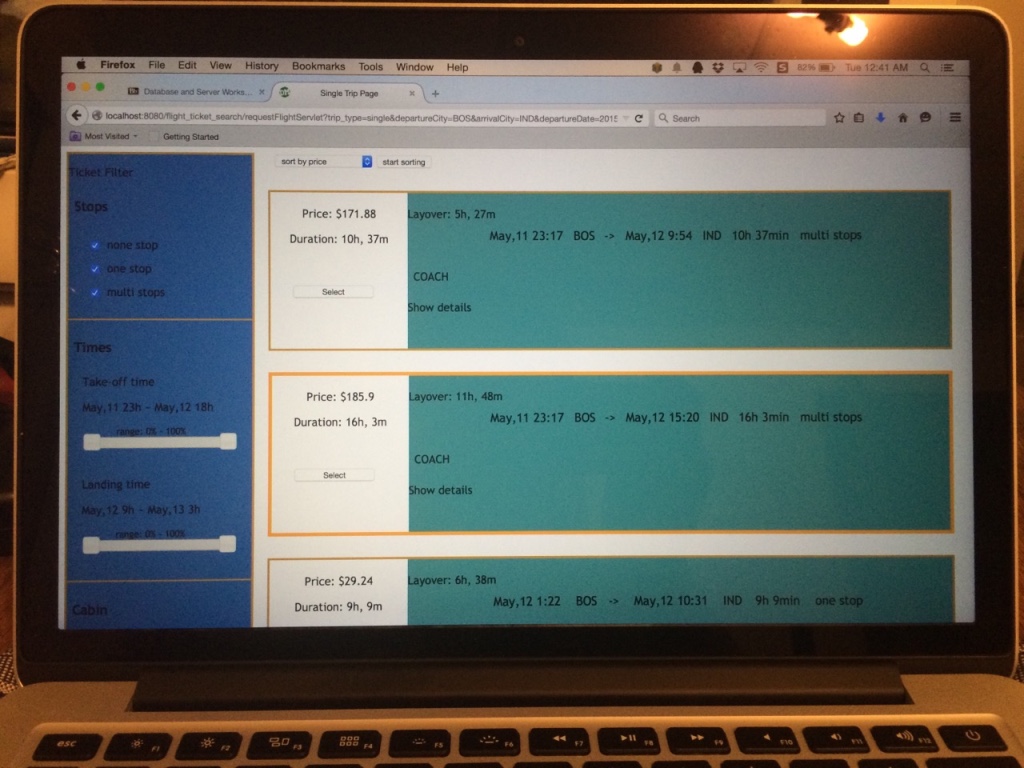 Firefox File Edit View History Bookmarks Tools Window Help 82% Tue 12:41 AM
Database and Server Works... Single Trip Page
localhost:8080/flight_ticket_search/requestFlightServlet?trip_type=single&departureCity=BOS&arrivalCity=IND&departureDate=2015 Search
Most Visited Getting Started
sort by price start sorting
Ticket Filter
Stops
none stop
one stop
multi stops
Times
Take-off time
May,11 23h ~ May,12 18h
range: 0% - 100%
Landing time
May,12 9h ~ May,13 3h
range: 0% - 100%
Cabin
Price: $171.88
Duration: 10h, 37m
Select
Layover: 5h, 27m
May,11 23:17 BOS -> May,12 9:54 IND 10h 37min multi stops
COACH
Show details
Price: $185.9
Duration: 16h, 3m
Select
Layover: 11h, 48m
May,11 23:17 BOS -> May,12 15:20 IND 16h 3min multi stops
COACH
Show details
Price: $29.24
Duration: 9h, 9m
Layover: 6h, 38m
May,12 1:22 BOS -> May,12 10:31 IND 9h 9min one stop
esc F1 F2 F3 F4 F5 F6 F7 F8 F9 F10 F11 F12